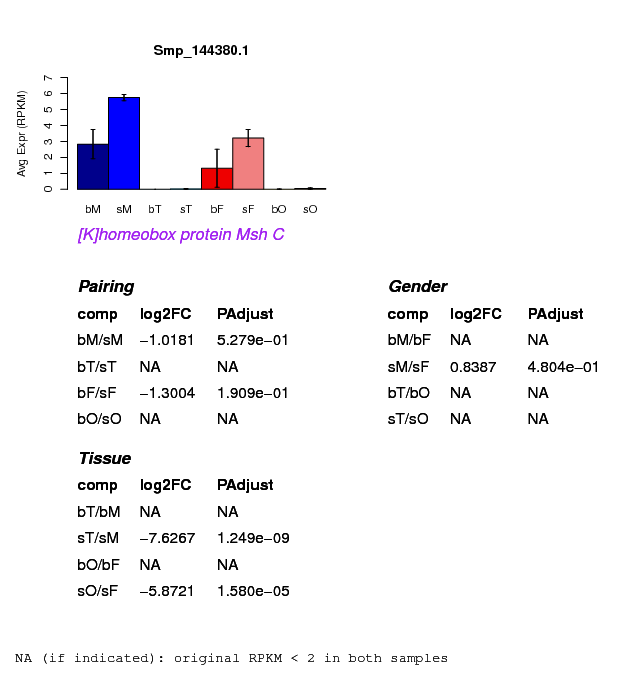 Smp_144380.1
Avg Expr (RPKM)
0 1 2 3 4 5 6 7
bM sM bT sT bF sF bO sO
[K]homeobox protein Msh C
Pairing
comp log2FC PAdjust
bM/sM −1.0181 5.279e−01
bT/sT NA NA
bF/sF −1.3004 1.909e−01
bO/sO NA NA
Gender
comp log2FC PAdjust
bM/bF NA NA
sM/sF 0.8387 4.804e−01
bT/bO NA NA
sT/sO NA NA
Tissue
comp log2FC PAdjust
bT/bM NA NA
sT/sM −7.6267 1.249e−09
bO/bF NA NA
sO/sF −5.8721 1.580e−05
NA (if indicated): original RPKM < 2 in both samples